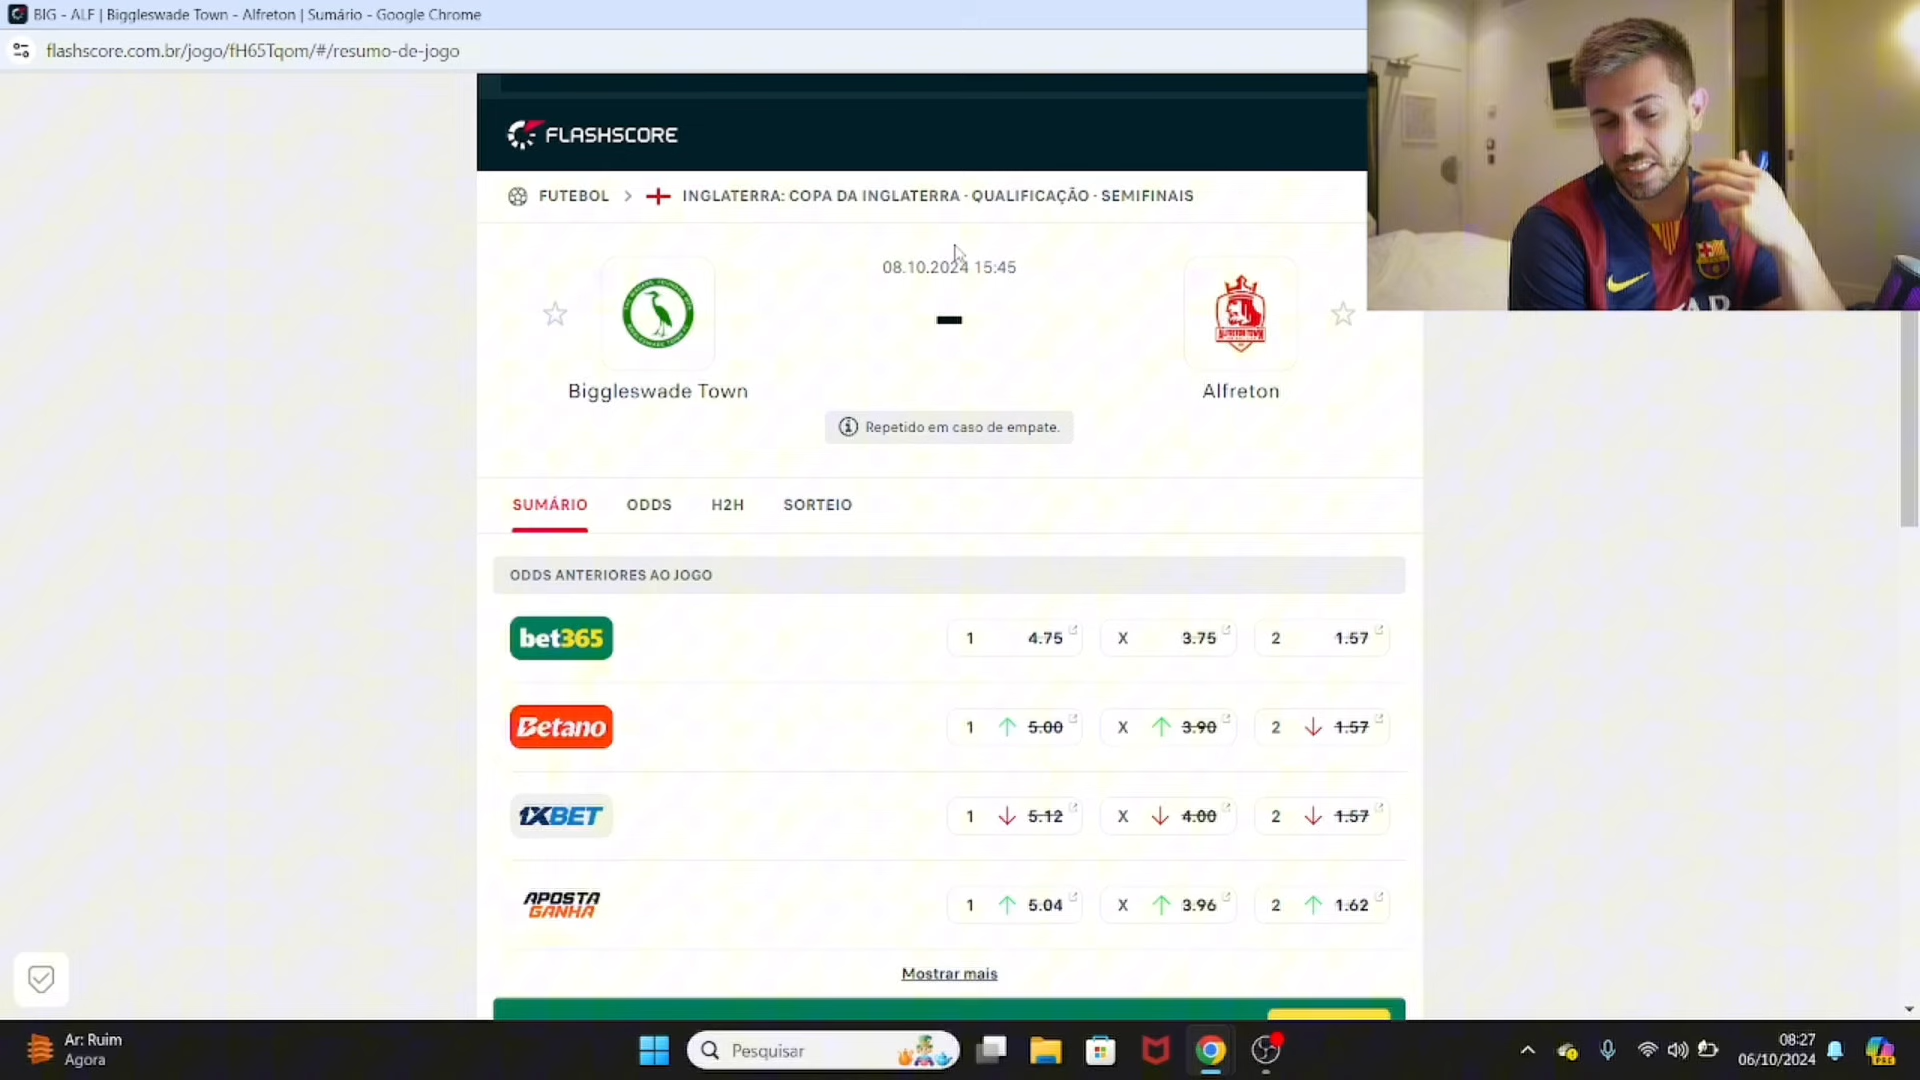 BIG - ALF | Biggleswade Town - Alfreton | Sumário - Google Chrome
flashscore.com.br/jogo/fH65Tqom/#/resumo-de-jogo
FLASHSCORE
FUTEBOL > INGLATERRA: COPA DA INGLATERRA - QUALIFICAÇÃO - SEMIFINAIS
08.10.2024 15:45
-
Biggleswade Town
Alfreton
Repetido em caso de empate.
SUMÁRIO ODDS H2H SORTEIO
ODDS ANTERIORES AO JOGO
bet365 1 4.75 X 3.75 2 1.57
Betano 1 5.00 X 3.90 2 1.57
1XBET 1 5.12 X 4.00 2 1.57
APOSTA GANHA 1 5.04 X 3.96 2 1.62
Mostrar mais
Ar: Ruim
Agora
Pesquisar
08:27
06/10/2024